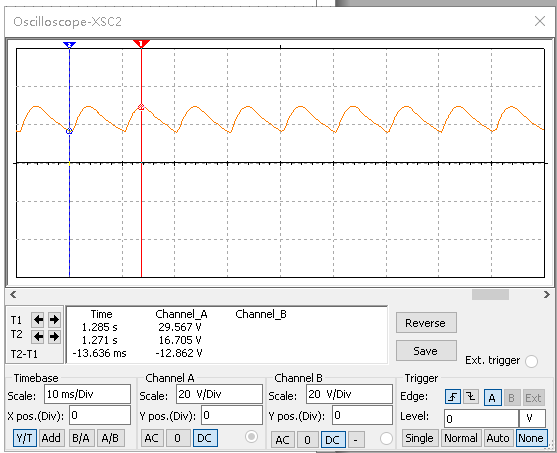 Oscilloscope-XSC2
2 1
T1
T2
T2-T1
Time Channel_A Channel_B
1.285 s 29.567 V
1.271 s 16.705 V
-13.636 ms -12.862 V
Reverse
Save
Ext. trigger
Timebase
Scale: 10 ms/Div
X pos.(Div): 0
Y/T Add B/A A/B
Channel A
Scale: 20 V/Div
Y pos.(Div): 0
AC 0 DC
Channel B
Scale: 20 V/Div
Y pos.(Div): 0
AC 0 DC -
Trigger
Edge: A B Ext
Level: 0 V
Single Normal Auto None